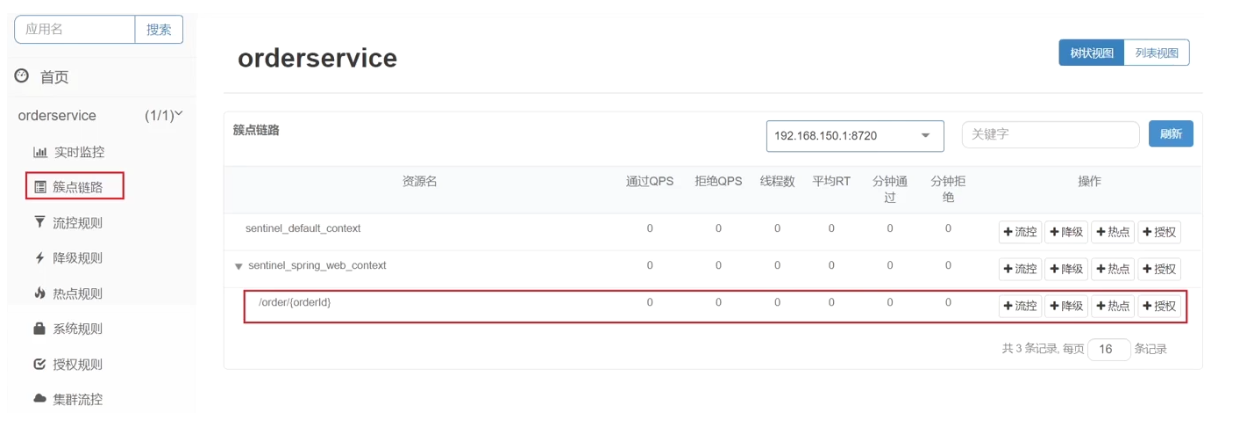 应用名 搜索
首页
orderservice (1/1)
实时监控
簇点链路
流控规则
降级规则
热点规则
系统规则
授权规则
集群流控
orderservice 树状视图 列表视图
簇点链路 192.168.150.1:8720 关键字 刷新
资源名 通过QPS 拒绝QPS 线程数 平均RT 分钟通过 分钟拒绝 操作
sentinel_default_context 0 0 0 0 0 0 +流控 +降级 +热点 +授权
sentinel_spring_web_context 0 0 0 0 0 0 +流控 +降级 +热点 +授权
/order/{orderId} 0 0 0 0 0 0 +流控 +降级 +热点 +授权
共 3 条记录, 每页 16 条记录